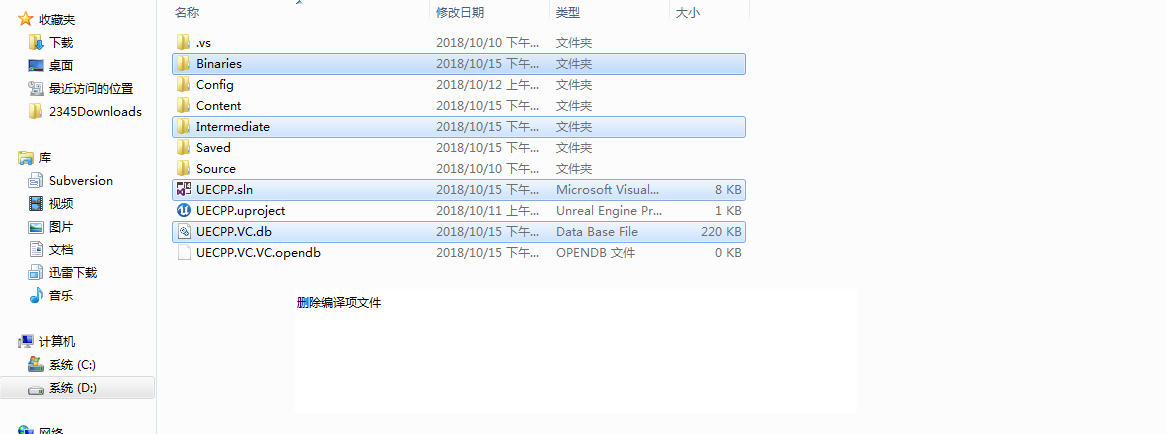 收藏夹
下载
桌面
最近访问的位置
2345Downloads
库
Subversion
视频
图片
文档
迅雷下载
音乐
计算机
系统 (C:)
系统 (D:)
网络
名称 修改日期 类型 大小
.vs 2018/10/10 下午... 文件夹
Binaries 2018/10/15 下午... 文件夹
Config 2018/10/12 上午... 文件夹
Content 2018/10/15 下午... 文件夹
Intermediate 2018/10/15 下午... 文件夹
Saved 2018/10/15 下午... 文件夹
Source 2018/10/10 下午... 文件夹
UECPP.sln 2018/10/15 下午... Microsoft Visual... 8 KB
UECPP.uproject 2018/10/11 上午... Unreal Engine Pr... 1 KB
UECPP.VC.db 2018/10/15 下午... Data Base File 220 KB
UECPP.VC.VC.opendb 2018/10/15 下午... OPENDB 文件 0 KB
删除编译项文件